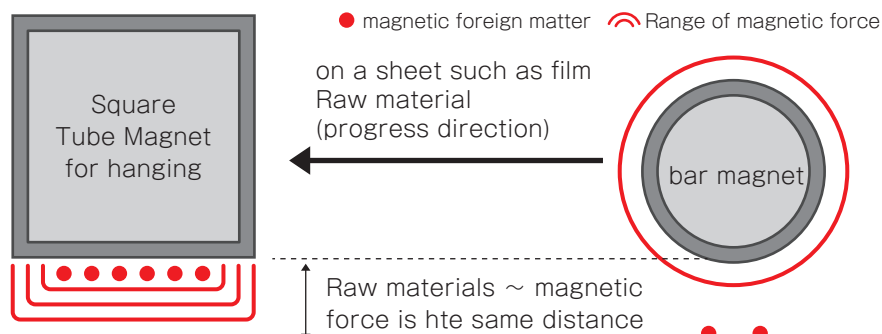 magnetic foreign matter
Range of magnetic force
on a sheet such as film
Raw material
(progress direction)
Square
Tube Magnet
for hanging
bar magnet
Raw materials ~ magnetic
force is hte same distance